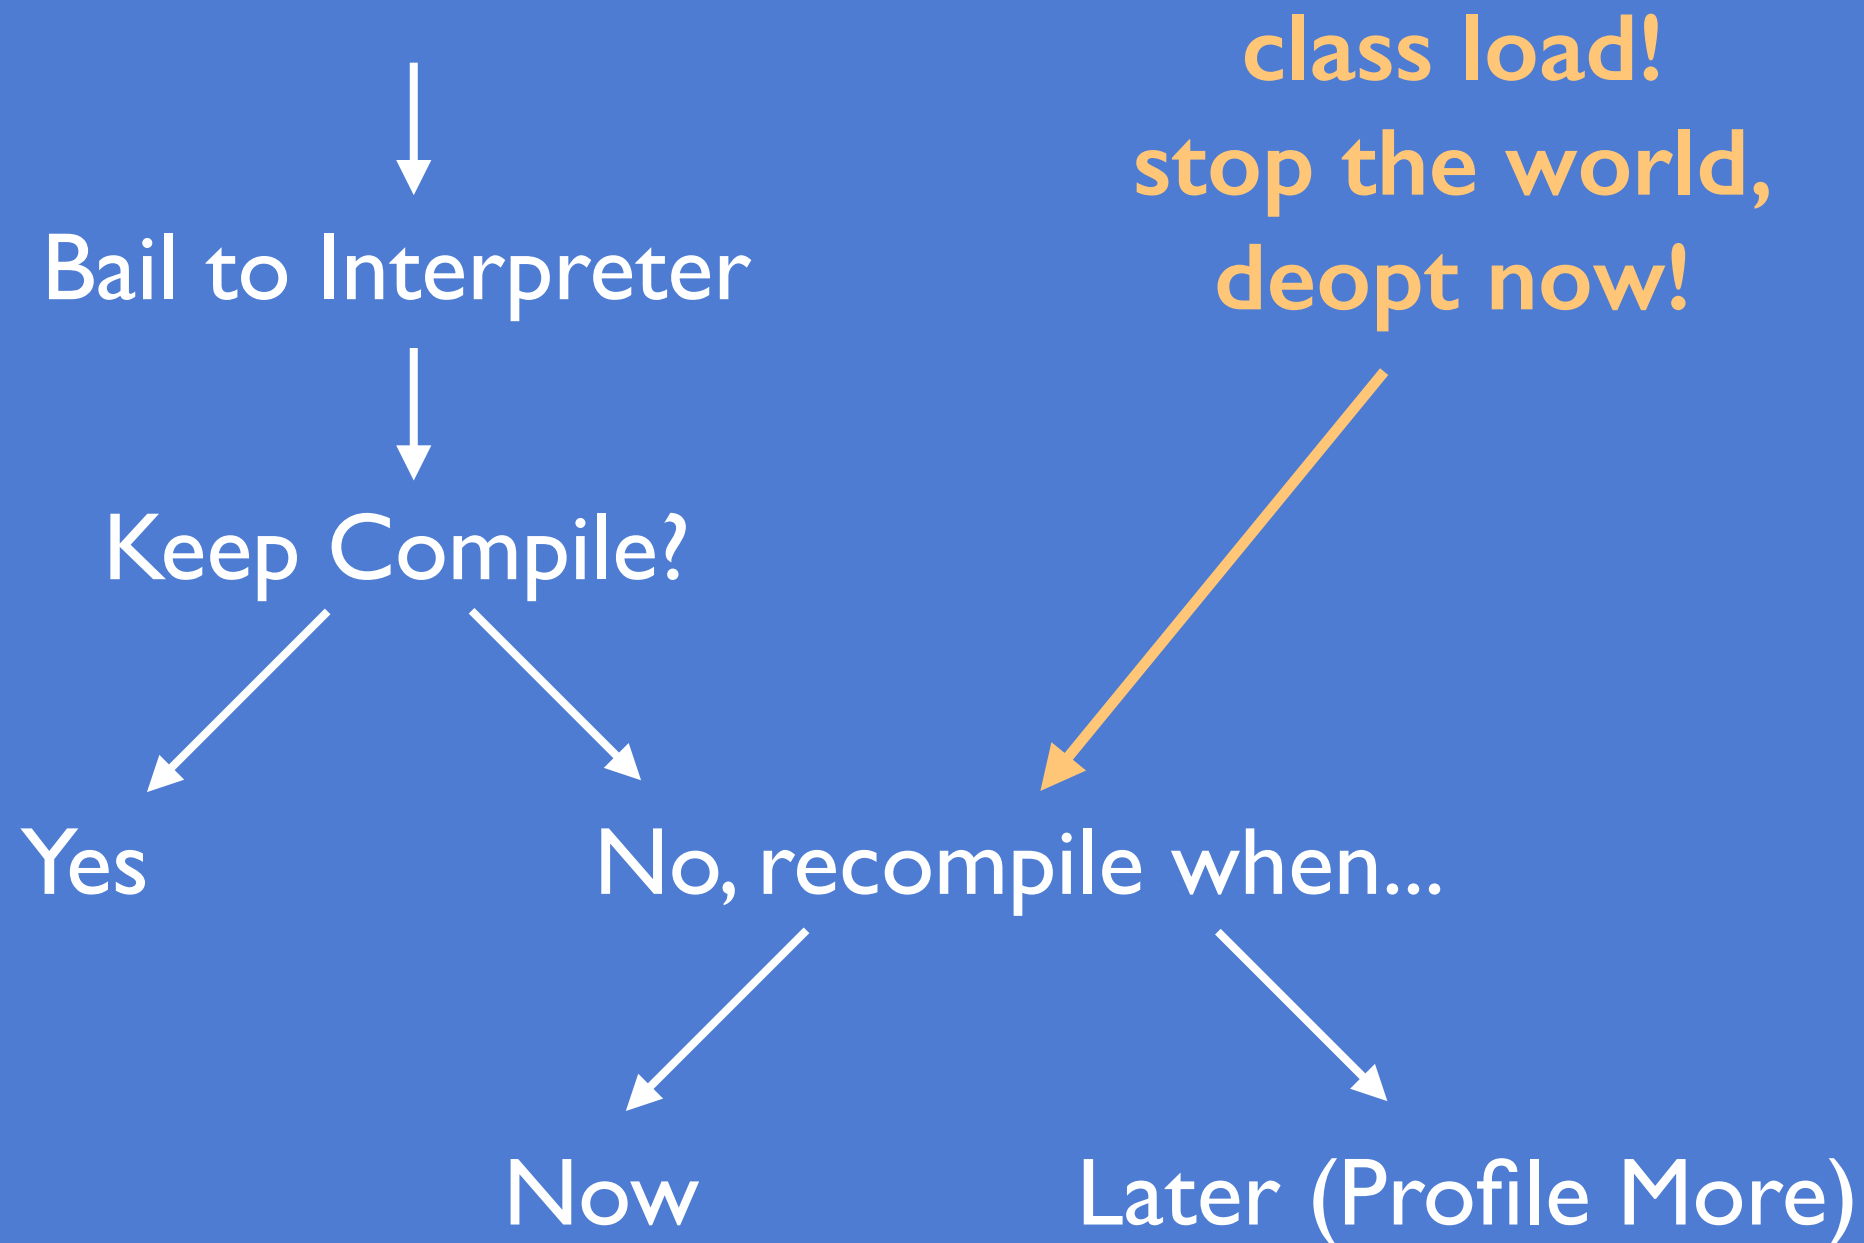 class load!
stop the world,
deopt now!
Bail to Interpreter
Keep Compile?
Yes
No, recompile when...
Now
Later (Profile More)